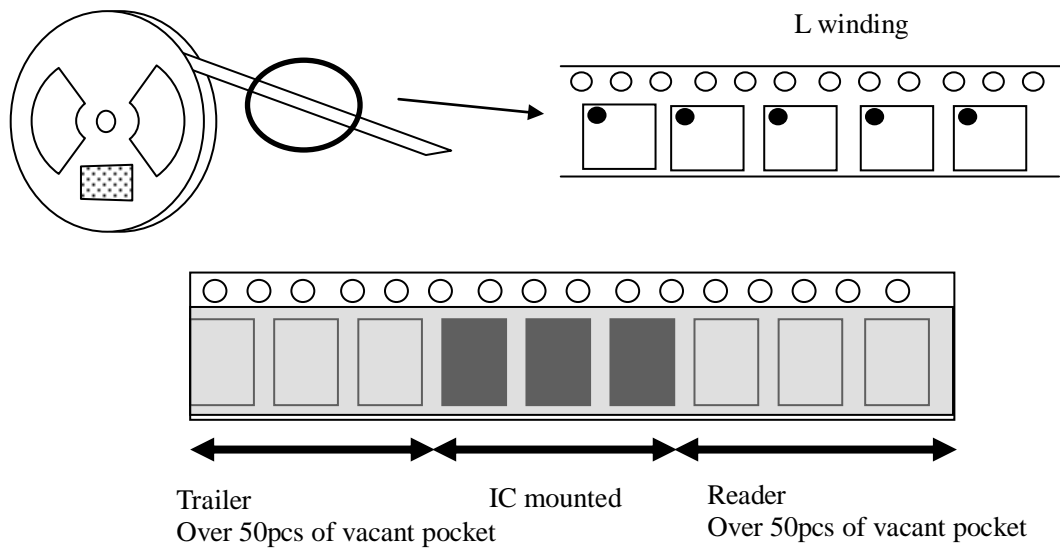 L winding
Trailer
Over 50pcs of vacant pocket
IC mounted
Reader
Over 50pcs of vacant pocket